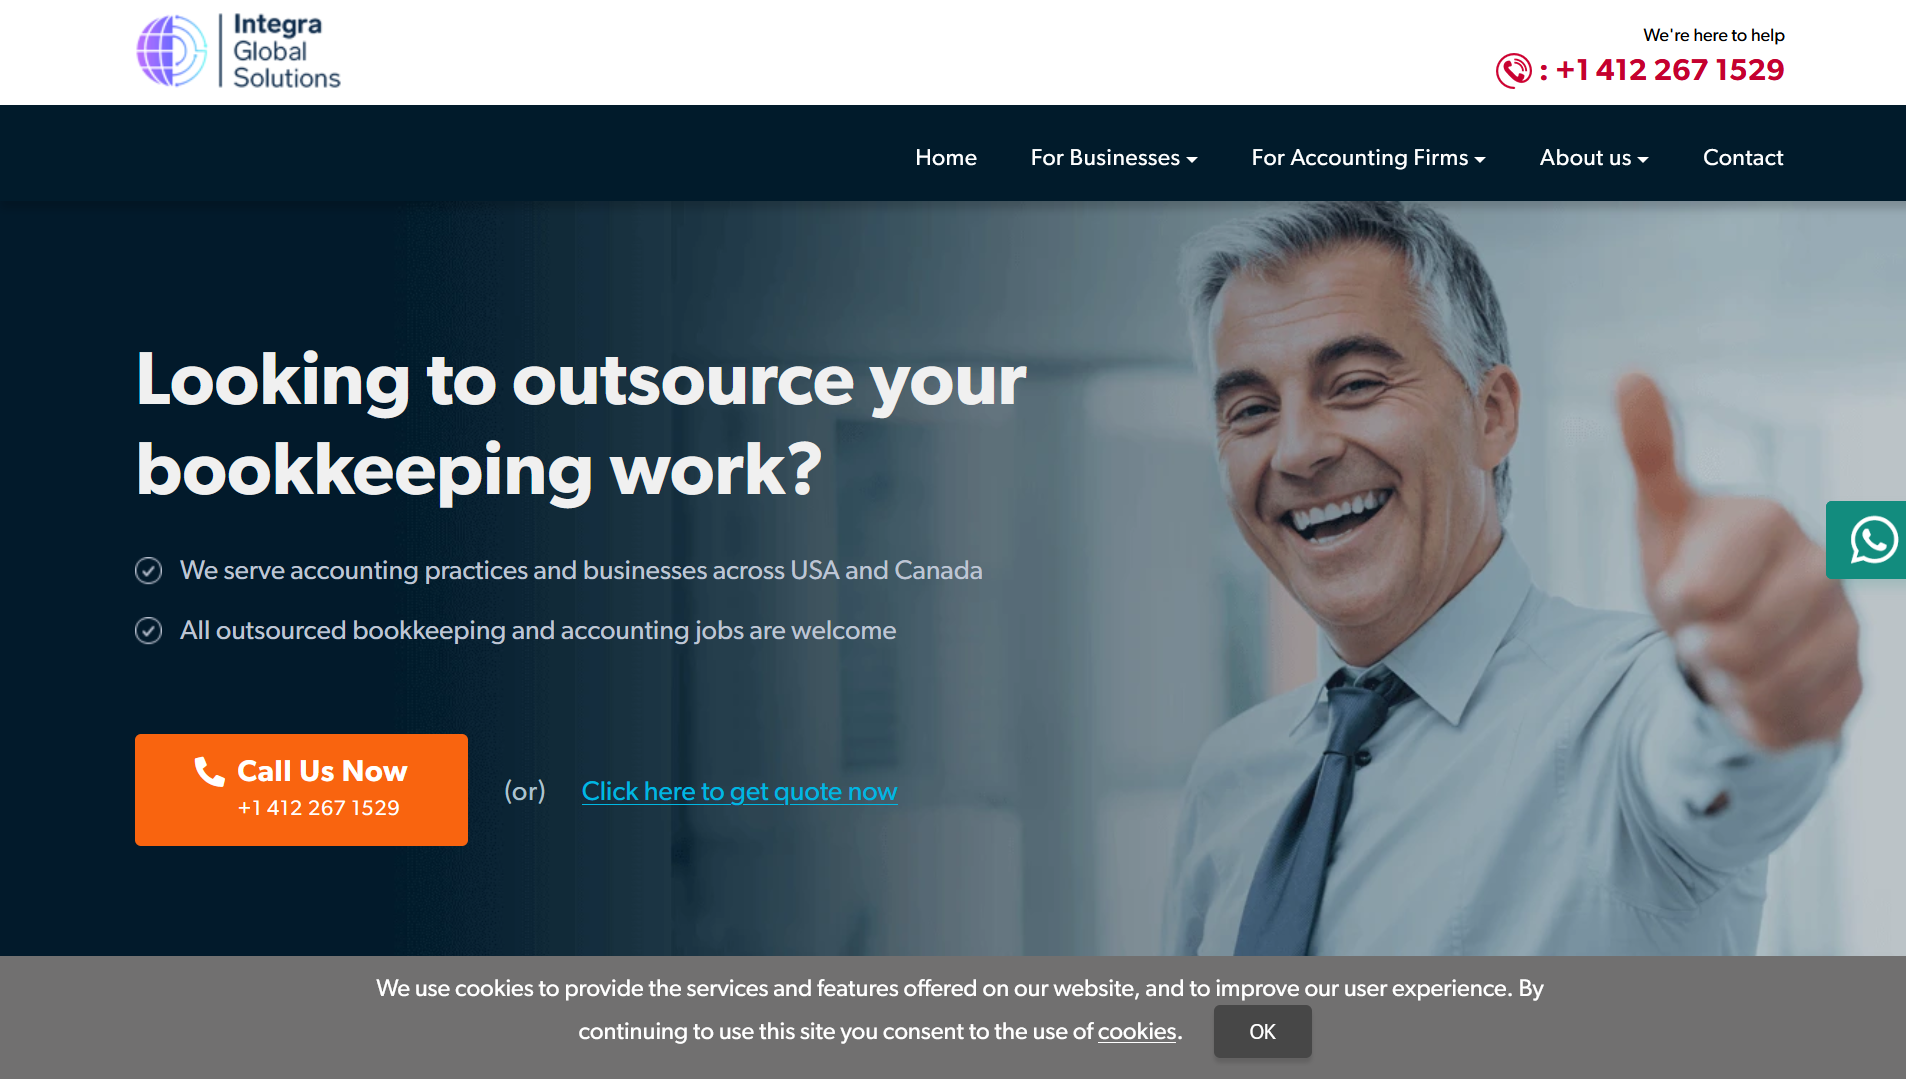 Integra
Global
Solutions
We're here to help
: +1 412 267 1529
Home For Businesses For Accounting Firms About us Contact
Looking to outsource your
bookkeeping work?
We serve accounting practices and businesses across USA and Canada
All outsourced bookkeeping and accounting jobs are welcome
Call Us Now
+1 412 267 1529
(or) Click here to get quote now
We use cookies to provide the services and features offered on our website, and to improve our user experience. By
continuing to use this site you consent to the use of cookies. OK